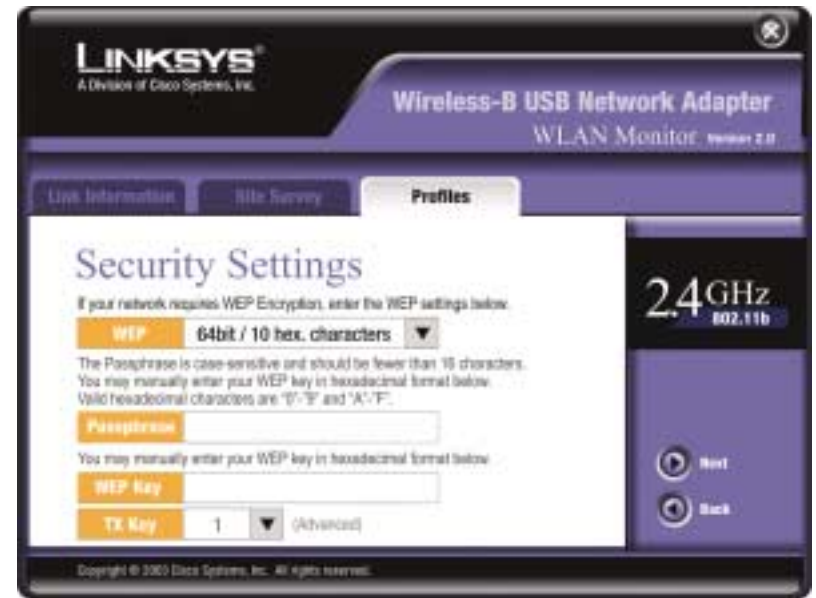 LINKSYS®
A Division of Cisco Systems, Inc.
Wireless-B USB Network Adapter
WLAN Monitor Version 2.0
Link Information
Site Survey
Profiles
Security Settings
If your network requires WEP Encryption, enter the WEP settings below.
WEP
64bit / 10 hex. characters
The Passphrase is case-sensitive and should be fewer than 16 characters.
You may manually enter your WEP key in hexadecimal format below.
Valid hexadecimal characters are "0"-"9" and "A"-"F".
Passphrase
You may manually enter your WEP key in hexadecimal format below.
WEP Key
TX Key
1
(Advanced)
2.4GHz
802.11b
Next
Back
Copyright © 2003 Cisco Systems, Inc. All rights reserved.